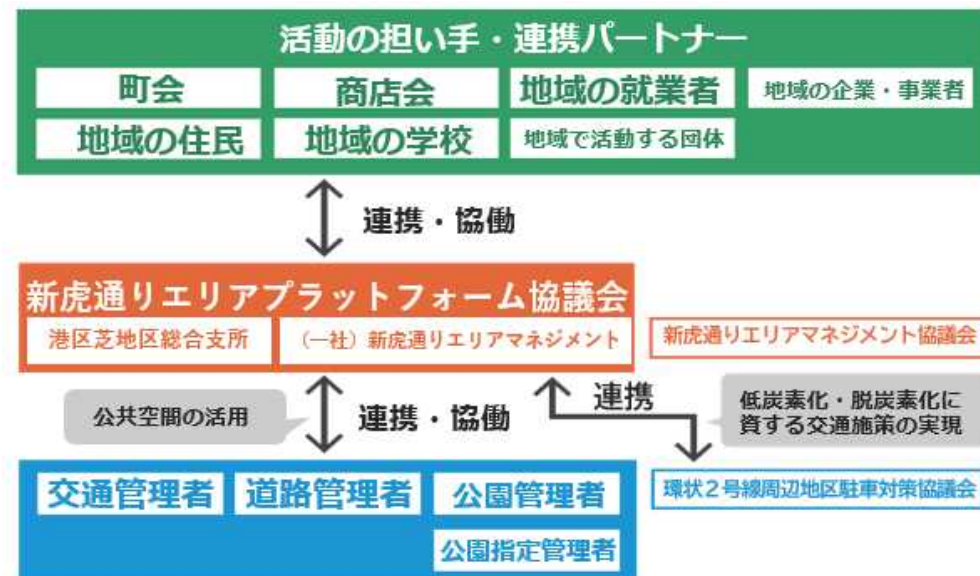 活動の担い手・連携パートナー
町会
商店会
地域の就業者
地域の企業・事業者
地域の住民
地域の学校
地域で活動する団体
連携・協働
新虎通りエリアプラットフォーム協議会
港区芝地区総合支所
（一社）新虎通りエリアマネジメント
新虎通りエリアマネジメント協議会
公共空間の活用
連携・協働
連携
低炭素化・脱炭素化に
資する交通施策の実現
交通管理者
道路管理者
公園管理者
環状２号線周辺地区駐車対策協議会
公園指定管理者